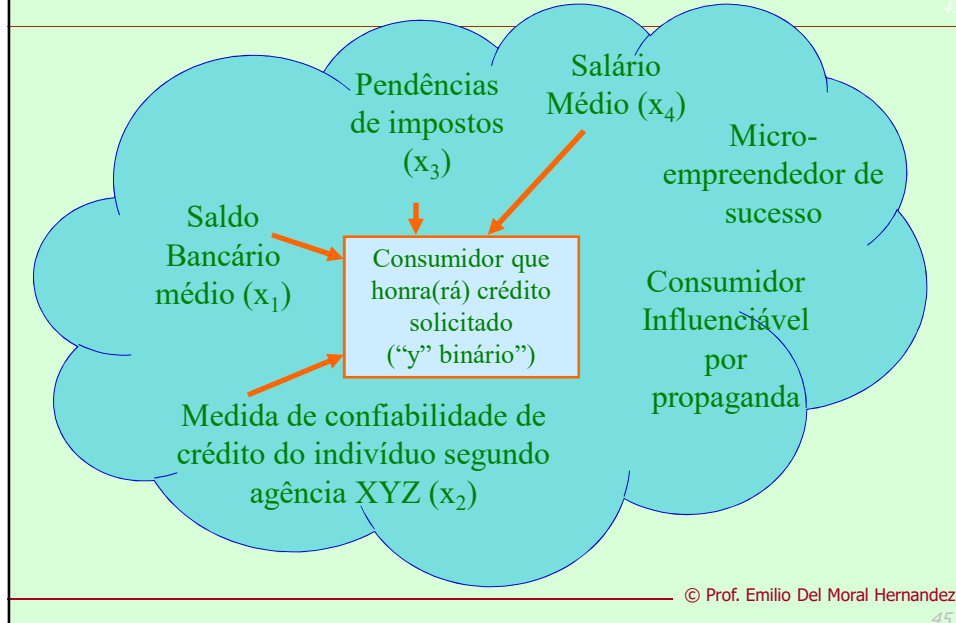 Pendências
de impostos
(x₃)
Salário
Médio (x₄)
Micro-
empreendedor de
sucesso
Saldo
Bancário
médio (x₁)
Consumidor que
honra(rá) crédito
solicitado
(“y” binário”)
Consumidor
Influenciável
por
propaganda
Medida de confiabilidade de
crédito do indivíduo segundo
agência XYZ (x₂)
© Prof. Emilio Del Moral Hernandez
45